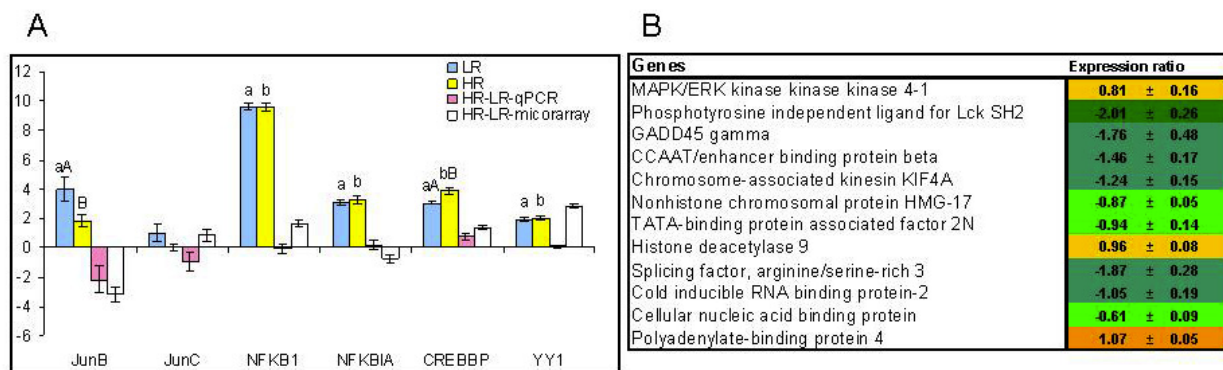 A
12
10
8
6
4
2
0
-2
-4
-6
LR
HR
HR-LR-qPCR
HR-LR-micorarray
aA
B
a
b
a
b
aA
bB
a
b
JunB
JunC
NFKB1
NFKBIA
CREBBP
YY1
B
Genes Expression ratio
MAPK/ERK kinase kinase kinase 4-1 0.81 ± 0.16
Phosphotyrosine independent ligand for Lck SH2 -2.01 ± 0.26
GADD45 gamma -1.76 ± 0.48
CCAAT/enhancer binding protein beta -1.46 ± 0.17
Chromosome-associated kinesin KIF4A -1.24 ± 0.15
Nonhistone chromosomal protein HMG-17 -0.87 ± 0.05
TATA-binding protein associated factor 2N -0.94 ± 0.14
Histone deacetylase 9 0.96 ± 0.08
Splicing factor, arginine/serine-rich 3 -1.87 ± 0.28
Cold inducible RNA binding protein-2 -1.05 ± 0.19
Cellular nucleic acid binding protein -0.61 ± 0.09
Polyadenylate-binding protein 4 1.07 ± 0.05